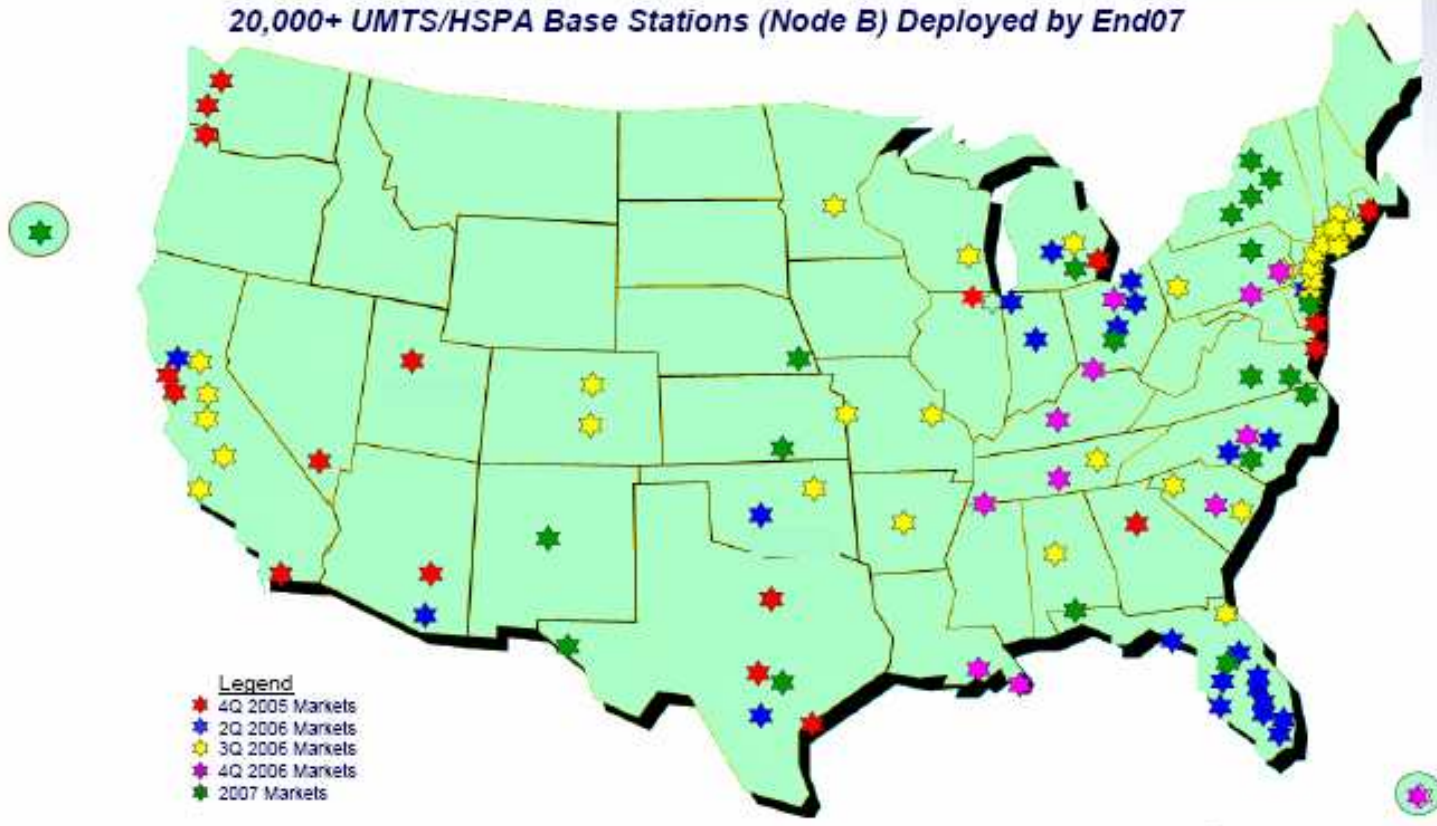 20,000+ UMTS/HSPA Base Stations (Node B) Deployed by End07
Legend
4Q 2005 Markets
2Q 2006 Markets
3Q 2006 Markets
4Q 2006 Markets
2007 Markets